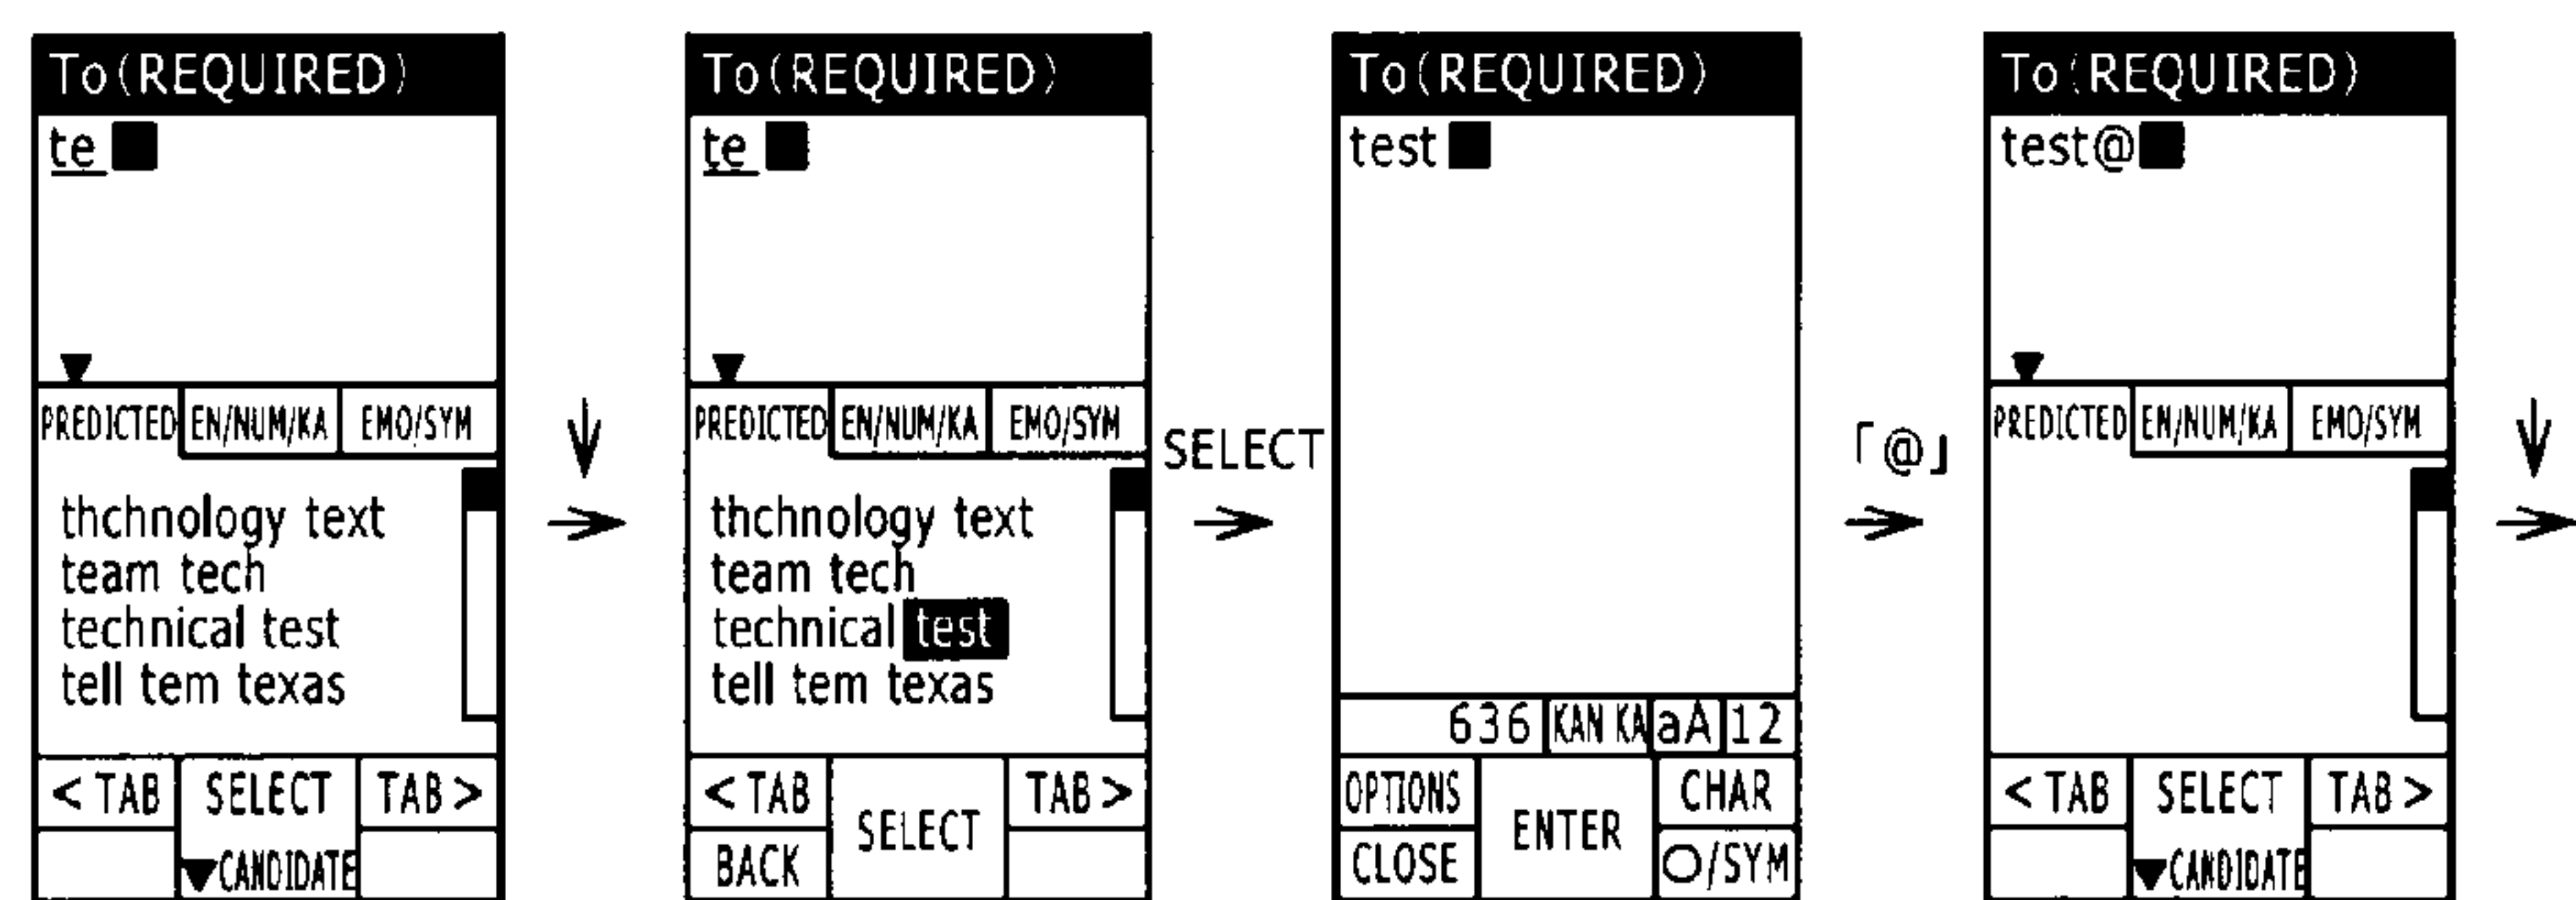 To(REQUIRED)
te
PREDICTED EN/NUM/KA EMO/SYM
thchnology text
team tech
technical test
tell tem texas
< TAB SELECT TAB >
▼CANDIDATE
↓
→
To(REQUIRED)
te
PREDICTED EN/NUM/KA EMO/SYM
thchnology text
team tech
technical test
tell tem texas
< TAB SELECT TAB >
BACK
SELECT
→
To(REQUIRED)
test
636 KAN KA aA 12
OPTIONS ENTER CHAR
CLOSE ○/SYM
「@」
→
To(REQUIRED)
test@
PREDICTED EN/NUM/KA EMO/SYM
< TAB SELECT TAB >
▼CANDIDATE
↓
→